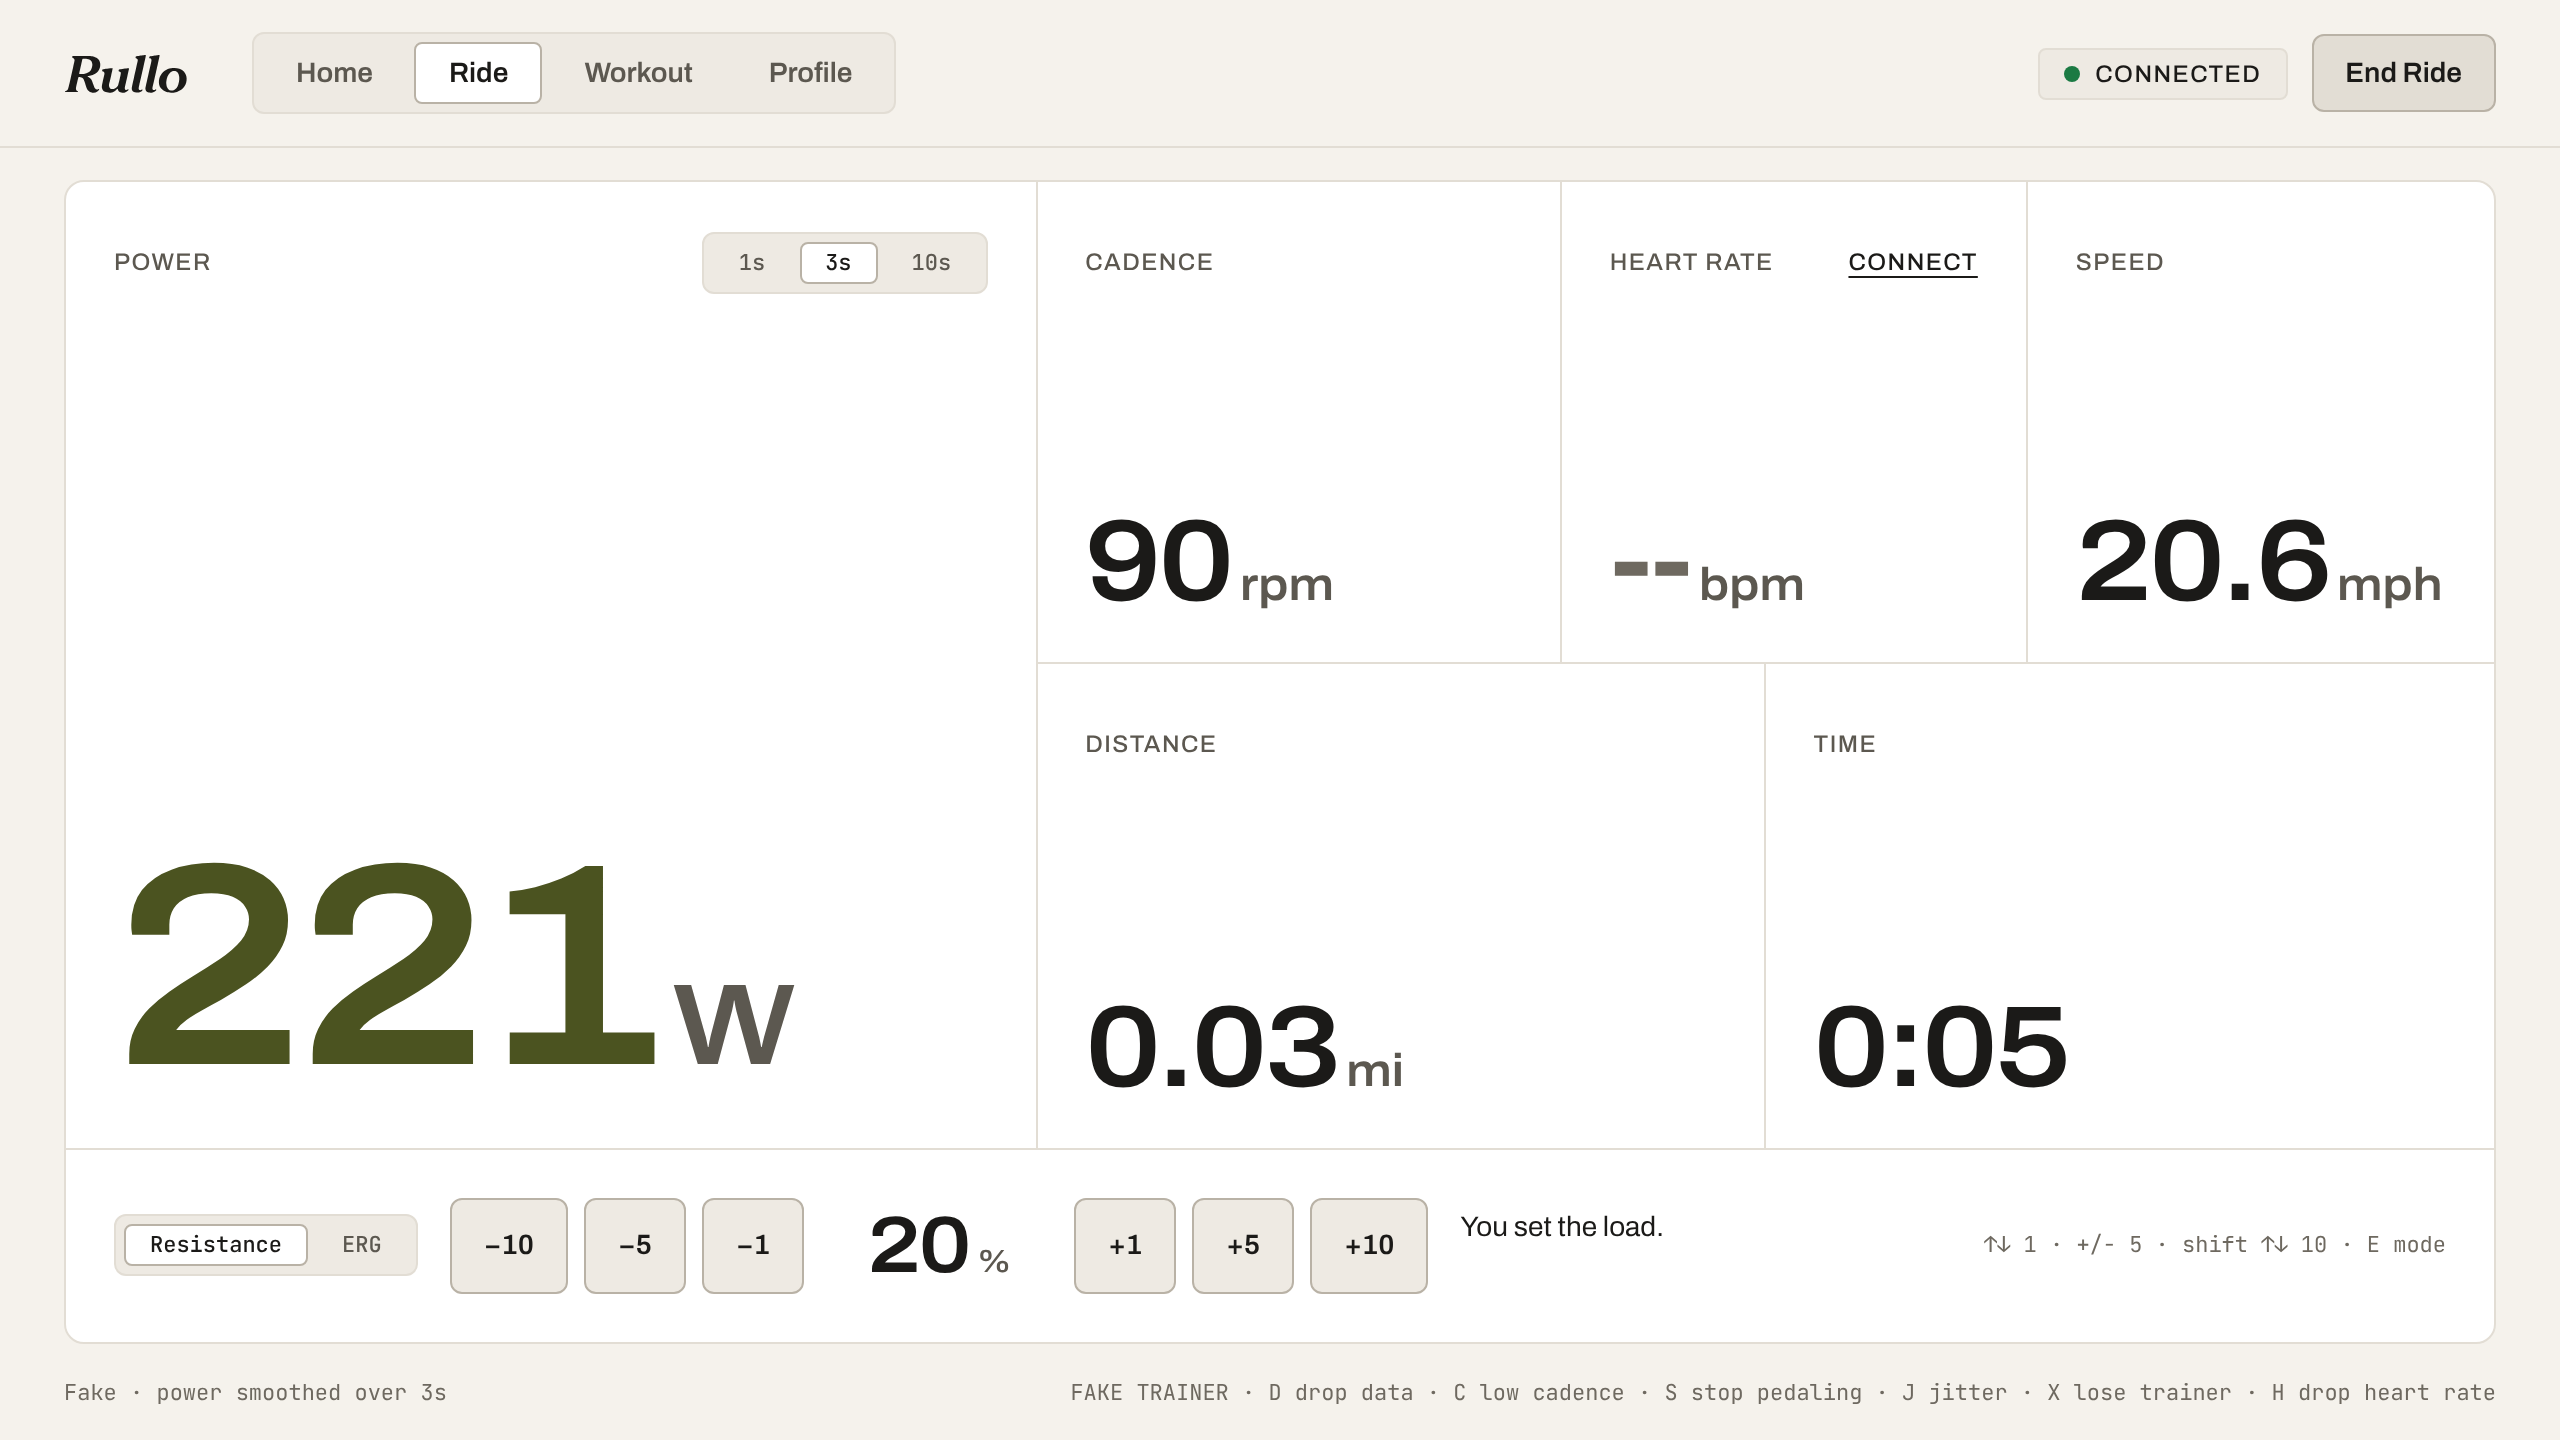 Rullo
Home Ride Workout Profile
CONNECTED
End Ride
POWER
1s 3s 10s
221 W
CADENCE
90 rpm
HEART RATE CONNECT
-- bpm
SPEED
20.6 mph
DISTANCE
0.03 mi
TIME
0:05
Resistance ERG
−10 −5 −1 20 % +1 +5 +10
You set the load.
↑↓ 1 · +/- 5 · shift ↑↓ 10 · E mode
Fake · power smoothed over 3s
FAKE TRAINER · D drop data · C low cadence · S stop pedaling · J jitter · X lose trainer · H drop heart rate